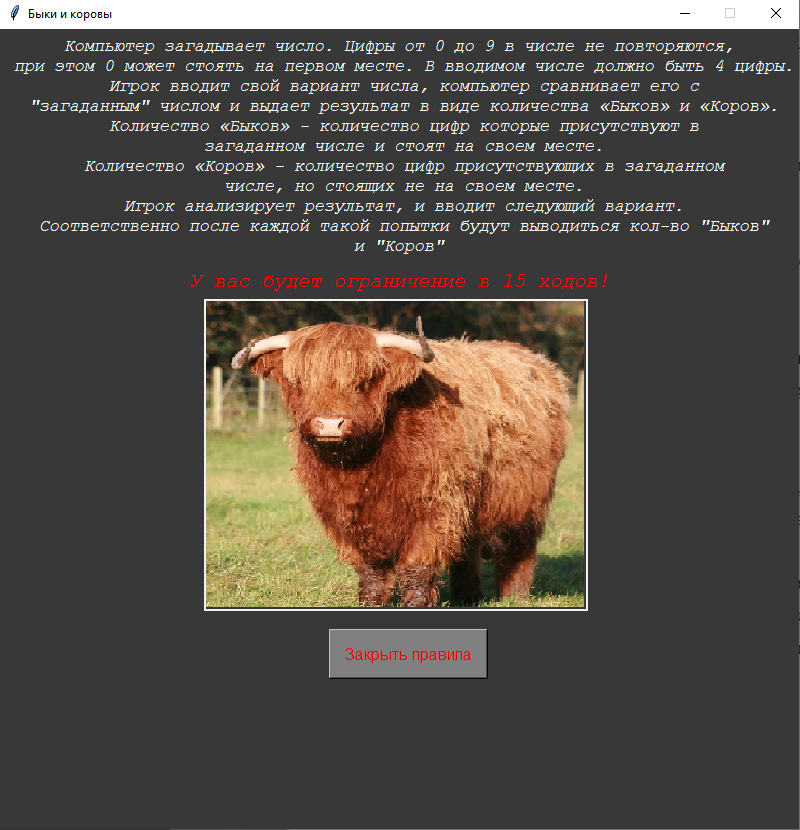 Быки и коровы
Компьютер загадывает число. Цифры от 0 до 9 в числе не повторяются,
при этом 0 может стоять на первом месте. В вводимом числе должно быть 4 цифры.
Игрок вводит свой вариант числа, компьютер сравнивает его с
"загаданным" числом и выдает результат в виде количества «Быков» и «Коров».
Количество «Быков» - количество цифр которые присутствуют в
загаданном числе и стоят на своем месте.
Количество «Коров» - количество цифр присутствующих в загаданном
числе, но стоящих не на своем месте.
Игрок анализирует результат, и вводит следующий вариант.
Соответственно после каждой такой попытки будут выводиться кол-во "Быков"
и "Коров"
У вас будет ограничение в 15 ходов!
Закрыть правила